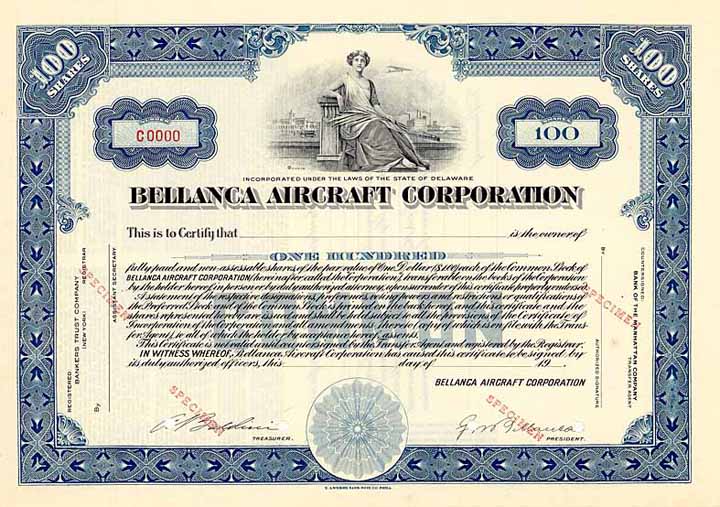 100 SHARES
100 SHARES
C0000
100
INCORPORATED UNDER THE LAWS OF THE STATE OF DELAWARE
BELLANCA AIRCRAFT CORPORATION
This is to Certify that is the owner of
ONE HUNDRED
fully paid and non-assessable shares of the par value of One Dollar ($1.00) each of the Common Stock of
BELLANCA AIRCRAFT CORPORATION (hereinafter called the Corporation), transferable on the books of the Corporation
by the holder hereof in person or by duly authorized attorney, upon surrender of this certificate properly endorsed.
A statement of the respective designations, preferences, voting powers and restrictions or qualifications of
the Preferred Stock and of the Common Stock is printed on the back hereof and this certificate and the
shares represented hereby are issued and shall be held subject to all the provisions of the Certificate of
Incorporation of the Corporation and all amendments thereto (copies of which are on file with the Trans-
fer Agent), to all of which the holder by acceptance hereof assents.
This Certificate is not valid until countersigned by the Transfer Agent and registered by the Registrar.
IN WITNESS WHEREOF, Bellanca Aircraft Corporation has caused this certificate to be signed by
its duly authorized officers, this day of 19 .
BELLANCA AIRCRAFT CORPORATION
TREASURER.
G. M. Bellanca
PRESIDENT.
REGISTERED:
BANKERS TRUST COMPANY
(NEW YORK) REGISTRAR
By
ASSISTANT SECRETARY
COUNTERSIGNED:
BANK OF THE MANHATTAN COMPANY
TRANSFER AGENT
BY
AUTHORIZED SIGNATURE
SPECIMEN
SPECIMEN
SPECIMEN
SPECIMEN